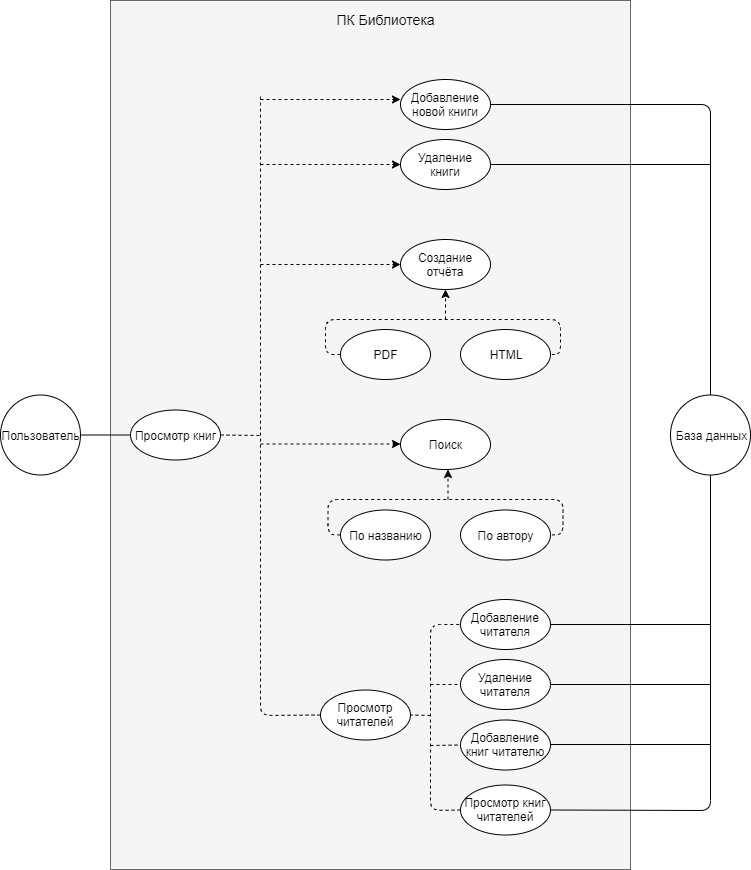 ПК Библиотека
Добавление
новой книги
Удаление
книги
Создание
отчёта
PDF
HTML
Пользователь
Просмотр книг
База данных
Поиск
По названию
По автору
Добавление
читателя
Удаление
читателя
Просмотр
читателей
Добавление
книг читателю
Просмотр книг
читателей